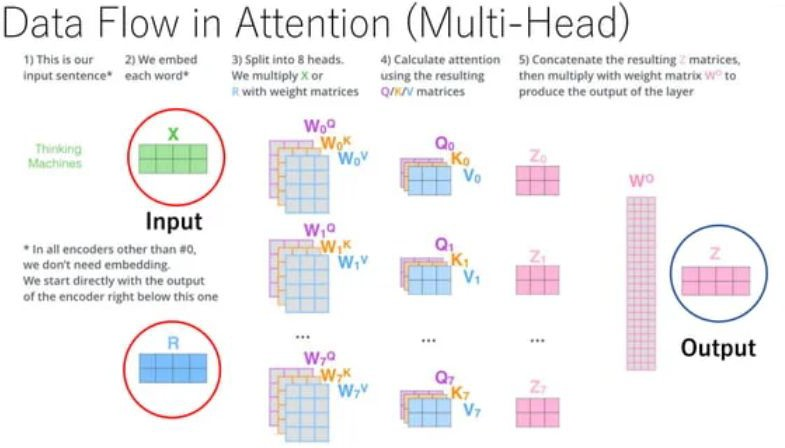 Data Flow in Attention (Multi-Head)
1) This is our
input sentence*
2) We embed
each word*
3) Split into 8 heads.
We multiply X or
R with weight matrices
4) Calculate attention
using the resulting
Q/K/V matrices
5) Concatenate the resulting Z matrices,
then multiply with weight matrix Wᴼ to
produce the output of the layer
Thinking
Machines
X
Input
W₀Q
W₀K
W₀V
Q₀
K₀
V₀
Z₀
* In all encoders other than #0,
we don't need embedding.
We start directly with the output
of the encoder right below this one
R
W₁Q
W₁K
W₁V
Q₁
K₁
V₁
Z₁
...
...
...
W₇Q
W₇K
W₇V
Q₇
K₇
V₇
Z₇
Wᴼ
Z
Output